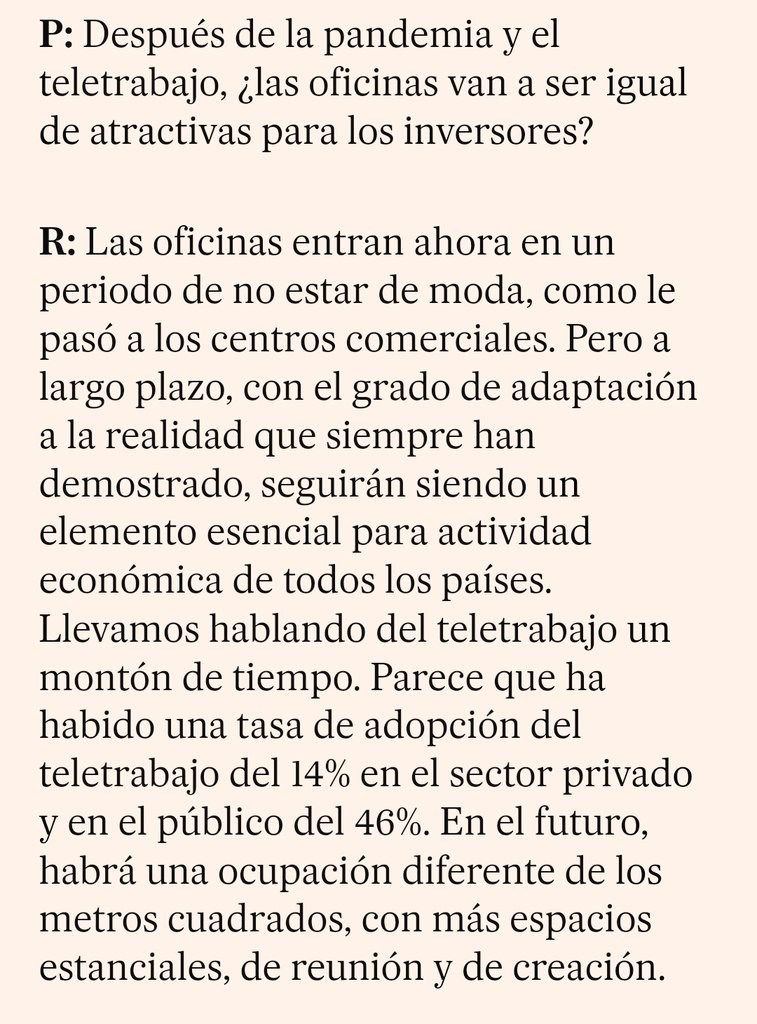 P: Después de la pandemia y el
teletrabajo, ¿las oficinas van a ser igual
de atractivas para los inversores?
R: Las oficinas entran ahora en un
periodo de no estar de moda, como le
pasó a los centros comerciales. Pero a
largo plazo, con el grado de adaptación
a la realidad que siempre han
demostrado, seguirán siendo un
elemento esencial para actividad
económica de todos los países.
Llevamos hablando del teletrabajo un
montón de tiempo. Parece que ha
habido una tasa de adopción del
teletrabajo del 14% en el sector privado
y en el público del 46%. En el futuro,
habrá una ocupación diferente de los
metros cuadrados, con más espacios
estanciales, de reunión y de creación.